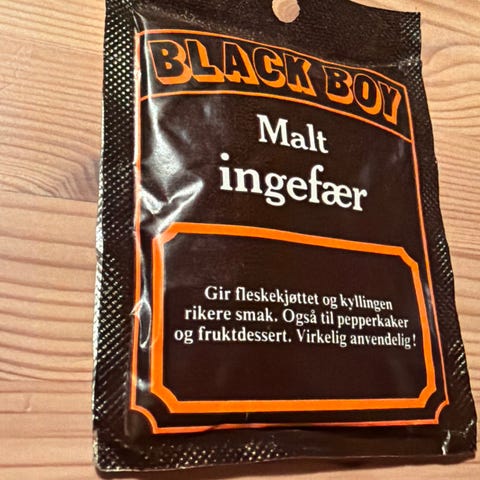 BLACK BOY
Malt
ingefær
Gir fleskekjøttet og kyllingen
rikere smak. Også til pepperkaker
og fruktdessert. Virkelig anvendelig!